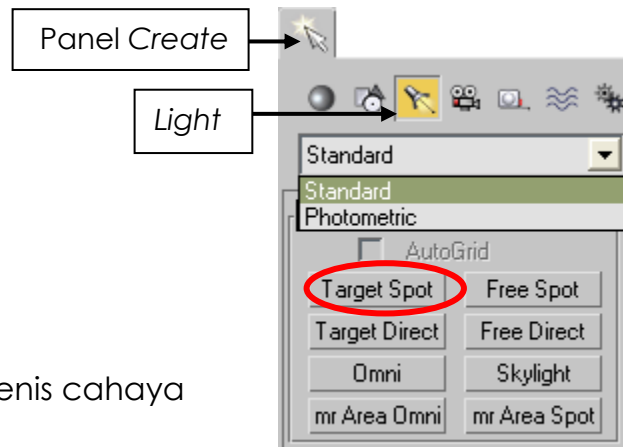 Panel Create
Light
Standard
Standard
Photometric
AutoGrid
Target Spot Free Spot
Target Direct Free Direct
Omni Skylight
mr Area Omni mr Area Spot
enis cahaya